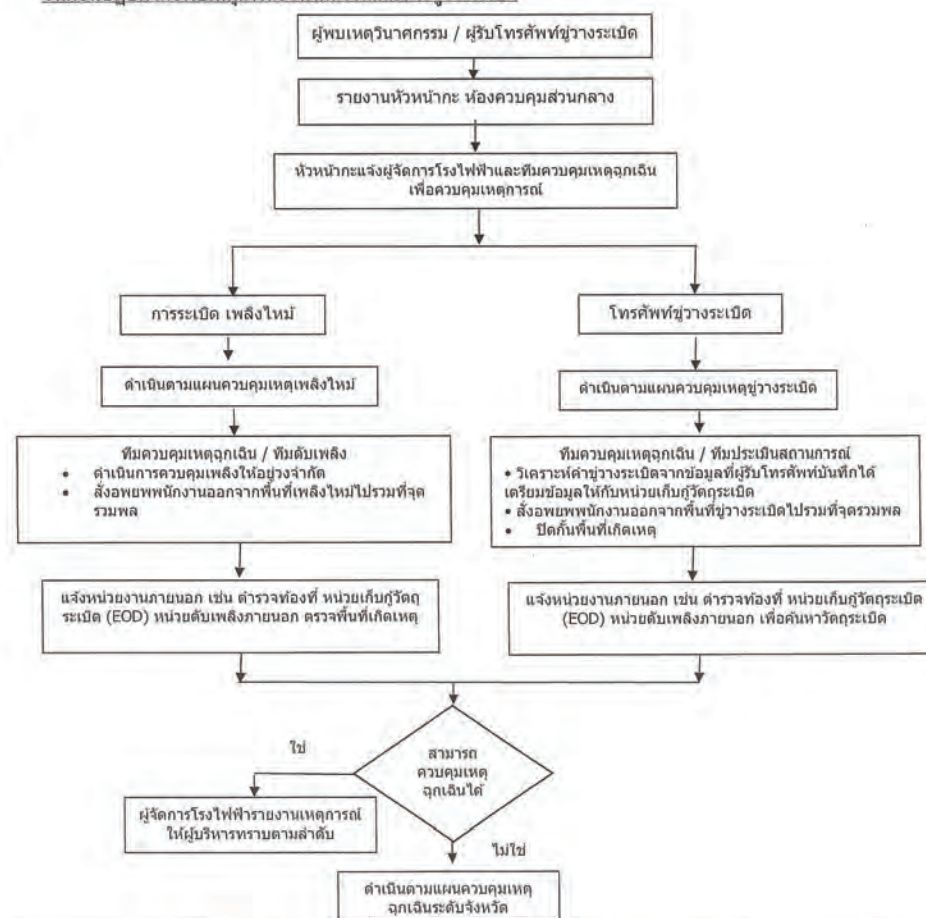 ผู้พบเหตุวินาศกรรม / ผู้รับโทรศัพท์ขู่วางระเบิด
รายงานหัวหน้ากะ ห้องควบคุมส่วนกลาง
หัวหน้ากะแจ้งผู้จัดการโรงไฟฟ้าและทีมควบคุมเหตุฉุกเฉิน
เพื่อควบคุมเหตุการณ์
การระเบิด เพลิงไหม้
โทรศัพท์ขู่วางระเบิด
ดำเนินตามแผนควบคุมเหตุเพลิงไหม้
ดำเนินตามแผนควบคุมเหตุขู่วางระเบิด
ทีมควบคุมเหตุฉุกเฉิน / ทีมดับเพลิง
• ดำเนินการควบคุมเพลิงให้อยู่วงจำกัด
• สั่งอพยพพนักงานออกจากพื้นที่เพลิงไหม้ไปรวมที่จุด
รวมพล
ทีมควบคุมเหตุฉุกเฉิน / ทีมประเมินสถานการณ์
• วิเคราะห์คำขู่วางระเบิดจากข้อมูลที่ผู้รับโทรศัพท์บันทึกได้
เตรียมข้อมูลให้กับหน่วยเก็บกู้วัตถุระเบิด
• สั่งอพยพพนักงานออกจากพื้นที่ขู่วางระเบิดไปรวมที่จุดรวมพล
• ปิดกั้นพื้นที่เกิดเหตุ
แจ้งหน่วยงานภายนอก เช่น ตำรวจท้องที่ หน่วยเก็บกู้วัตถุ
ระเบิด (EOD) หน่วยดับเพลิงภายนอก ตรวจพื้นที่เกิดเหตุ
แจ้งหน่วยงานภายนอก เช่น ตำรวจท้องที่ หน่วยเก็บกู้วัตถุระเบิด
(EOD) หน่วยดับเพลิงภายนอก เพื่อค้นหาวัตถุระเบิด
ใช่
สามารถ
ควบคุมเหตุ
ฉุกเฉินได้
ผู้จัดการโรงไฟฟ้ารายงานเหตุการณ์
ให้ผู้บริหารทราบตามลำดับ
ไม่ใช่
ดำเนินตามแผนควบคุมเหตุ
ฉุกเฉินระดับจังหวัด